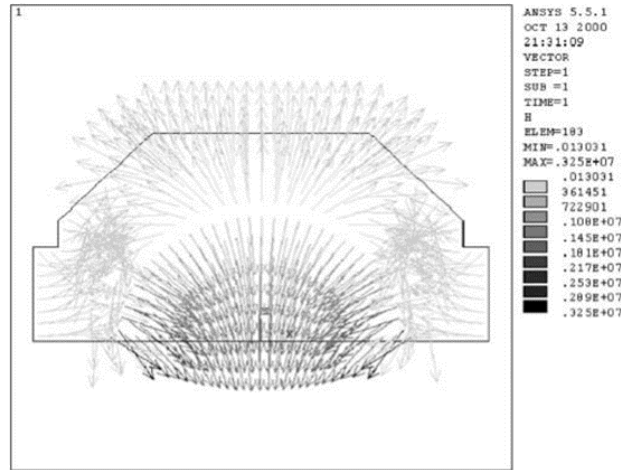 1
ANSYS 5.5.1
OCT 13 2000
21:31:09
VECTOR
STEP=1
SUB =1
TIME=1
H
ELEM=183
MIN=.013031
MAX=.325E+07
.013031
361451
722901
.108E+07
.145E+07
.181E+07
.217E+07
.253E+07
.289E+07
.325E+07